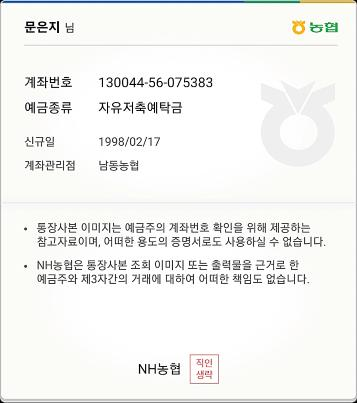 문은지 님
농협
계좌번호 130044-56-075383
예금종류 자유저축예탁금
신규일 1998/02/17
계좌관리점 남동농협
• 통장사본 이미지는 예금주의 계좌번호 확인을 위해 제공하는
참고자료이며, 어떠한 용도의 증명서로도 사용하실 수 없습니다.
• NH농협은 통장사본 조회 이미지 또는 출력물을 근거로 한
예금주와 제3자간의 거래에 대하여 어떠한 책임도 없습니다.
NH농협
직인
생략